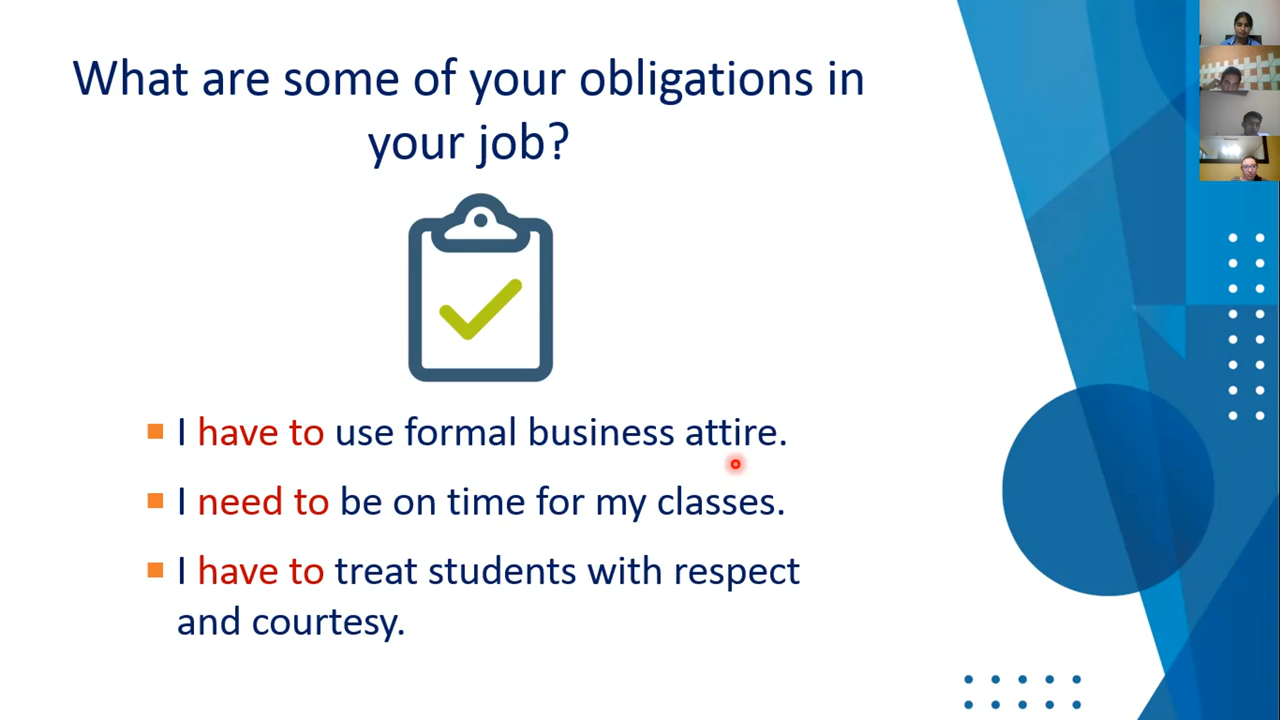 What are some of your obligations in
your job?
I have to use formal business attire.
I need to be on time for my classes.
I have to treat students with respect
and courtesy.